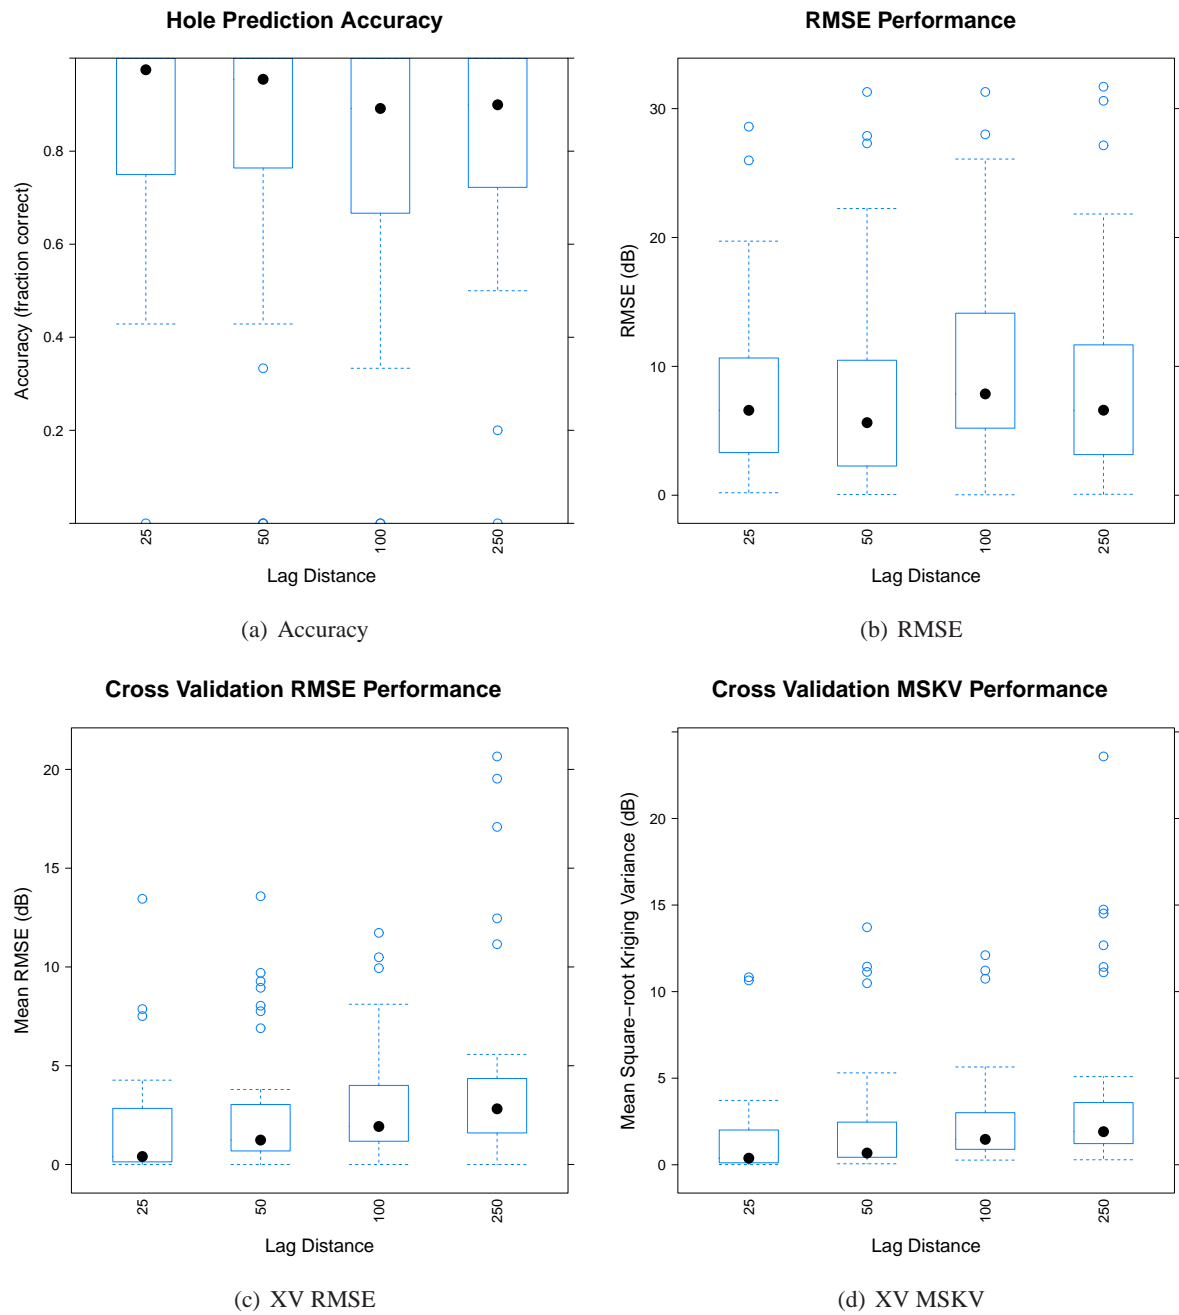 Hole Prediction Accuracy
Accuracy (fraction correct)
0.8
0.6
0.4
0.2
25
50
100
250
Lag Distance
(a) Accuracy
RMSE Performance
RMSE (dB)
30
20
10
0
25
50
100
250
Lag Distance
(b) RMSE
Cross Validation RMSE Performance
Mean RMSE (dB)
20
15
10
5
0
25
50
100
250
Lag Distance
(c) XV RMSE
Cross Validation MSKV Performance
Mean Square−root Kriging Variance (dB)
20
15
10
5
0
25
50
100
250
Lag Distance
(d) XV MSKV